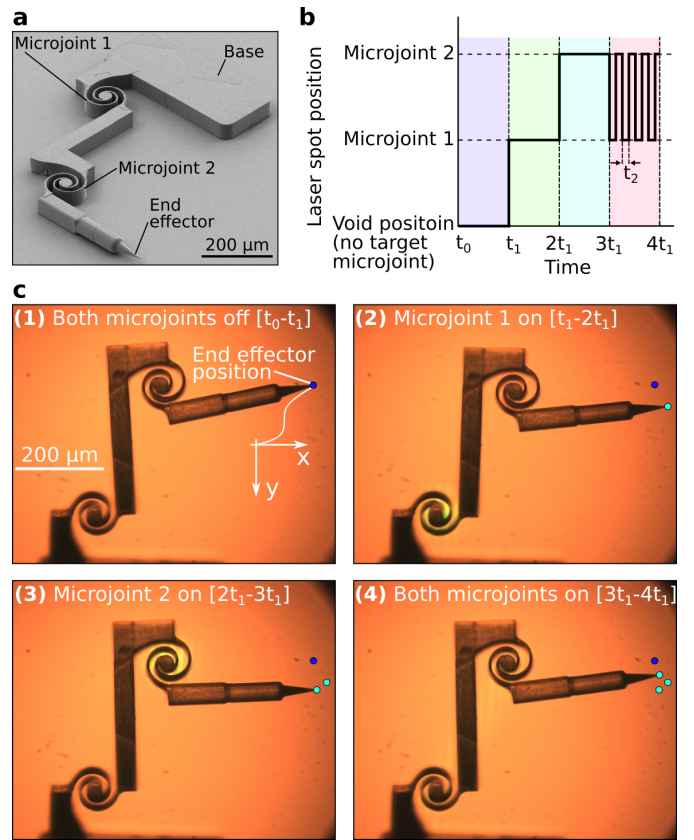 a
Microjoint 1
Base
Microjoint 2
End
effector
200 μm
b
Laser spot position
Microjoint 2
Microjoint 1
Void positoin
(no target
microjoint)
t₂
t₀ t₁ 2t₁ 3t₁ 4t₁
Time
c
(1) Both microjoints off [t₀-t₁]
End effector
position
200 μm
x
y
(2) Microjoint 1 on [t₁-2t₁]
(3) Microjoint 2 on [2t₁-3t₁]
(4) Both microjoints on [3t₁-4t₁]